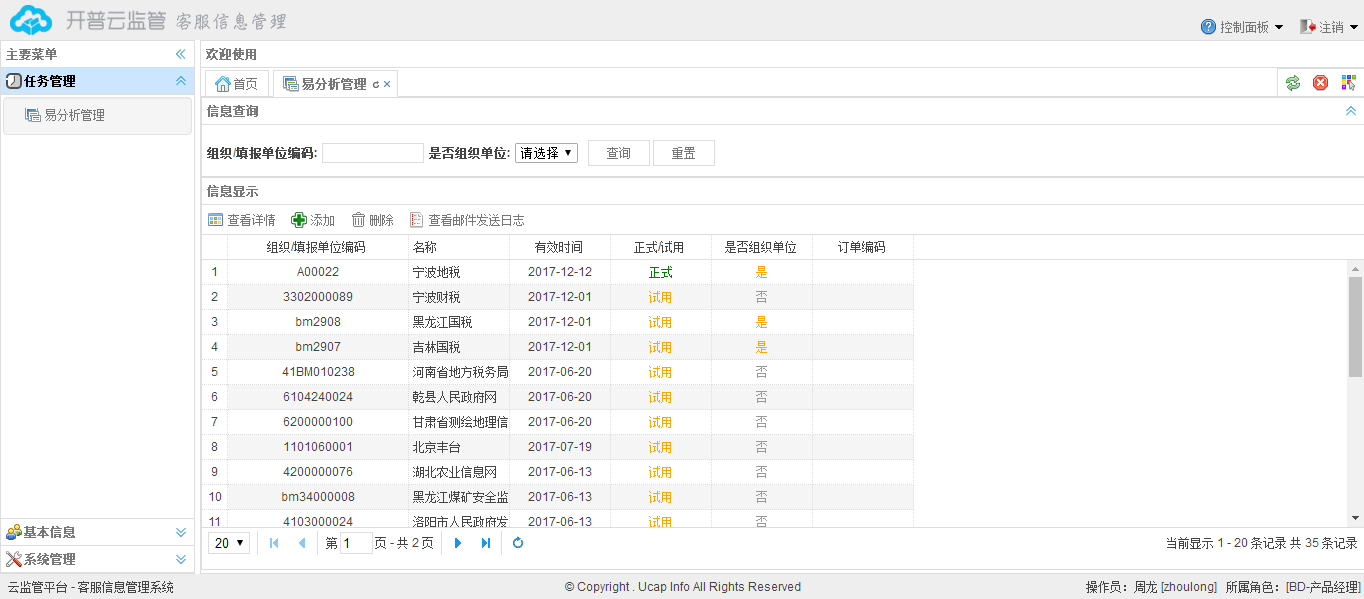 开普云监管 客服信息管理
控制面板 注销
主要菜单
任务管理
易分析管理
基本信息
系统管理
欢迎使用
首页 易分析管理
信息查询
组织/填报单位编码: 是否组织单位: 请选择 查询 重置
信息显示
查看详情 添加 删除 查看邮件发送日志
组织/填报单位编码 名称 有效时间 正式/试用 是否组织单位 订单编码
1 A00022 宁波地税 2017-12-12 正式 是
2 3302000089 宁波财税 2017-12-01 试用 否
3 bm2908 黑龙江国税 2017-12-01 试用 是
4 bm2907 吉林国税 2017-12-01 试用 是
5 41BM010238 河南省地方税务局 2017-06-20 试用 否
6 6104240024 乾县人民政府网 2017-06-20 试用 否
7 6200000100 甘肃省测绘地理信 2017-06-20 试用 否
8 1101060001 北京丰台 2017-07-19 试用 否
9 4200000076 湖北农业信息网 2017-06-13 试用 否
10 bm34000008 黑龙江煤矿安全监 2017-06-13 试用 否
11 4103000024 洛阳市人民政府发 2017-06-13 试用 否
20 第 1 页 - 共 2 页 当前显示 1 - 20 条记录 共 35 条记录
云监管平台 - 客服信息管理系统 © Copyright . Ucap Info All Rights Reserved 操作员：周龙 [zhoulong] 所属角色：[BD-产品经理]